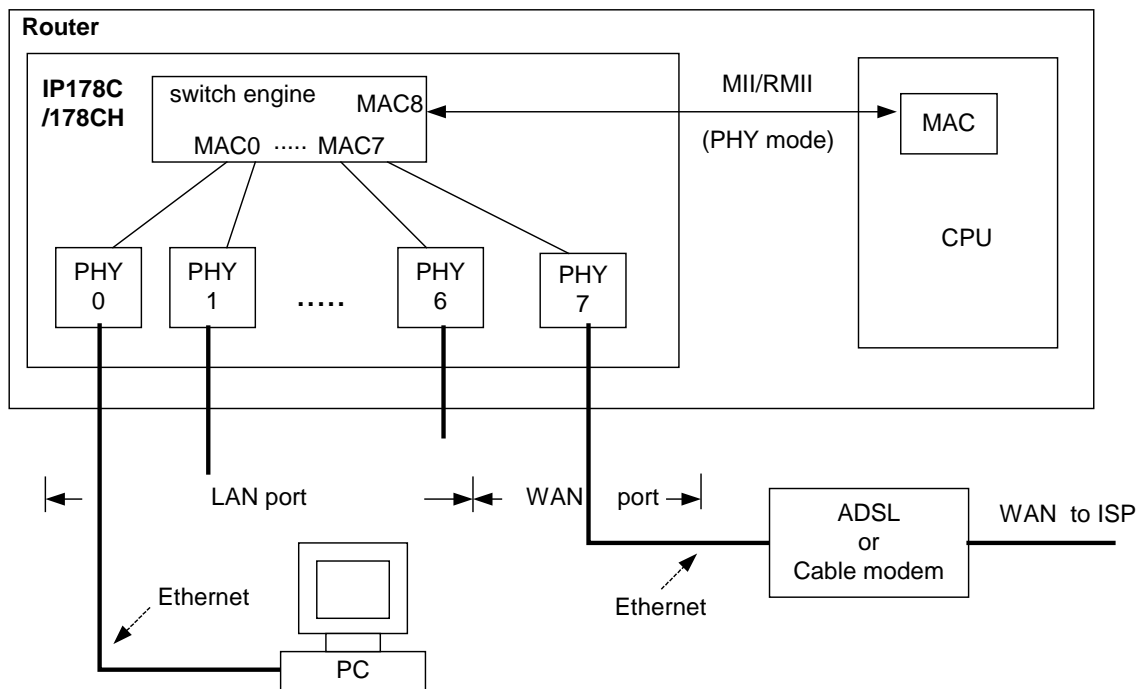 Router
IP178C
/178CH
switch engine
MAC8
MAC0 ..... MAC7
MII/RMII
(PHY mode)
MAC
CPU
PHY
0
PHY
1
.....
PHY
6
PHY
7
LAN port
WAN port
ADSL
or
Cable modem
WAN to ISP
Ethernet
Ethernet
PC